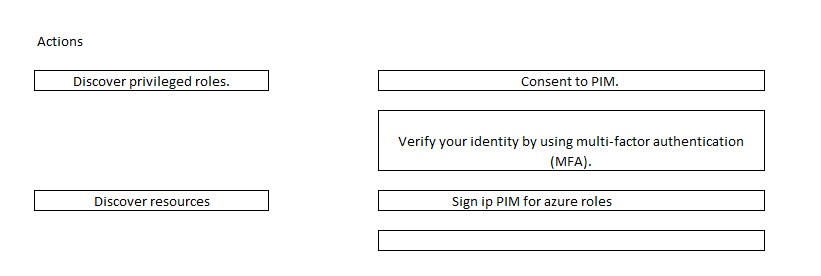 Actions
Discover privileged roles.
Consent to PIM.
Verify your identity by using multi-factor authentication
(MFA).
Discover resources
Sign ip PIM for azure roles